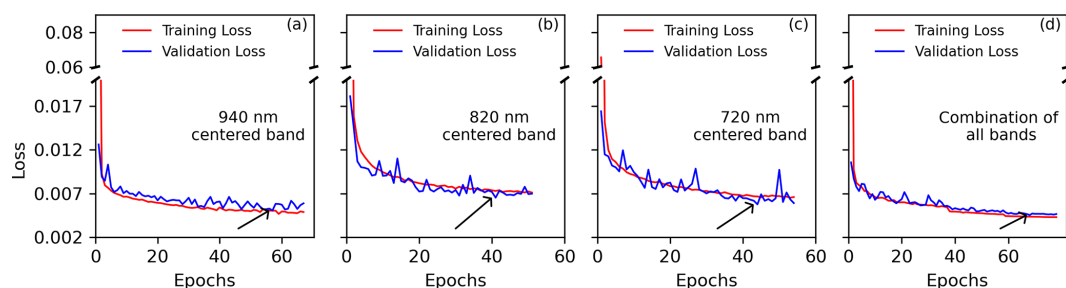 (a)
Training Loss
Validation Loss
940 nm
centered band
0.08
0.06
0.017
0.012
0.007
0.002
Loss
0
20
40
60
Epochs
(b)
Training Loss
Validation Loss
820 nm
centered band
0
20
40
60
Epochs
(c)
Training Loss
Validation Loss
720 nm
centered band
0
20
40
60
Epochs
(d)
Training Loss
Validation Loss
Combination of
all bands
0
20
40
60
Epochs